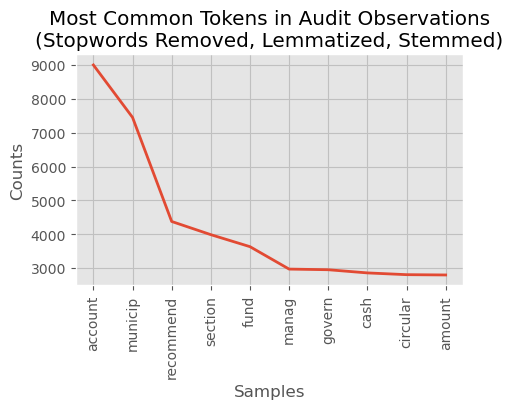 Most Common Tokens in Audit Observations
(Stopwords Removed, Lemmatized, Stemmed)
9000
8000
7000
6000
5000
4000
3000
Counts
account
municip
recommend
section
fund
manag
govern
cash
circular
amount
Samples